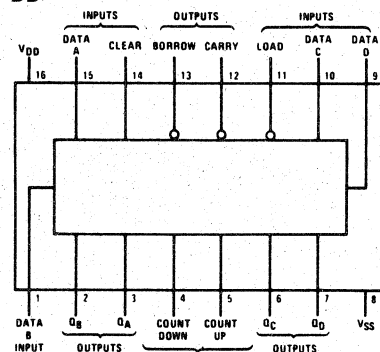 INPUTS OUTPUTS INPUTS
VDD DATA A CLEAR BORROW CARRY LOAD DATA C DATA D
16 15 14 13 12 11 10 9
1 2 3 4 5 6 7 8
DATA B INPUT QB QA COUNT DOWN COUNT UP QC QD VSS
OUTPUTS OUTPUTS